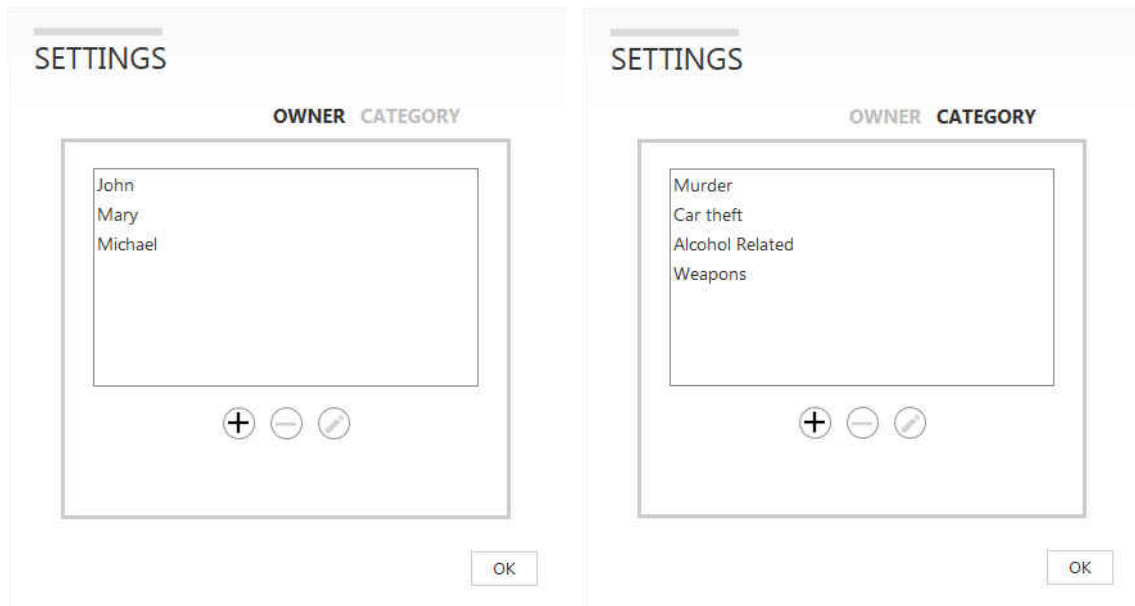 SETTINGS
OWNER CATEGORY
John
Mary
Michael
OK
SETTINGS
OWNER CATEGORY
Murder
Car theft
Alcohol Related
Weapons
OK